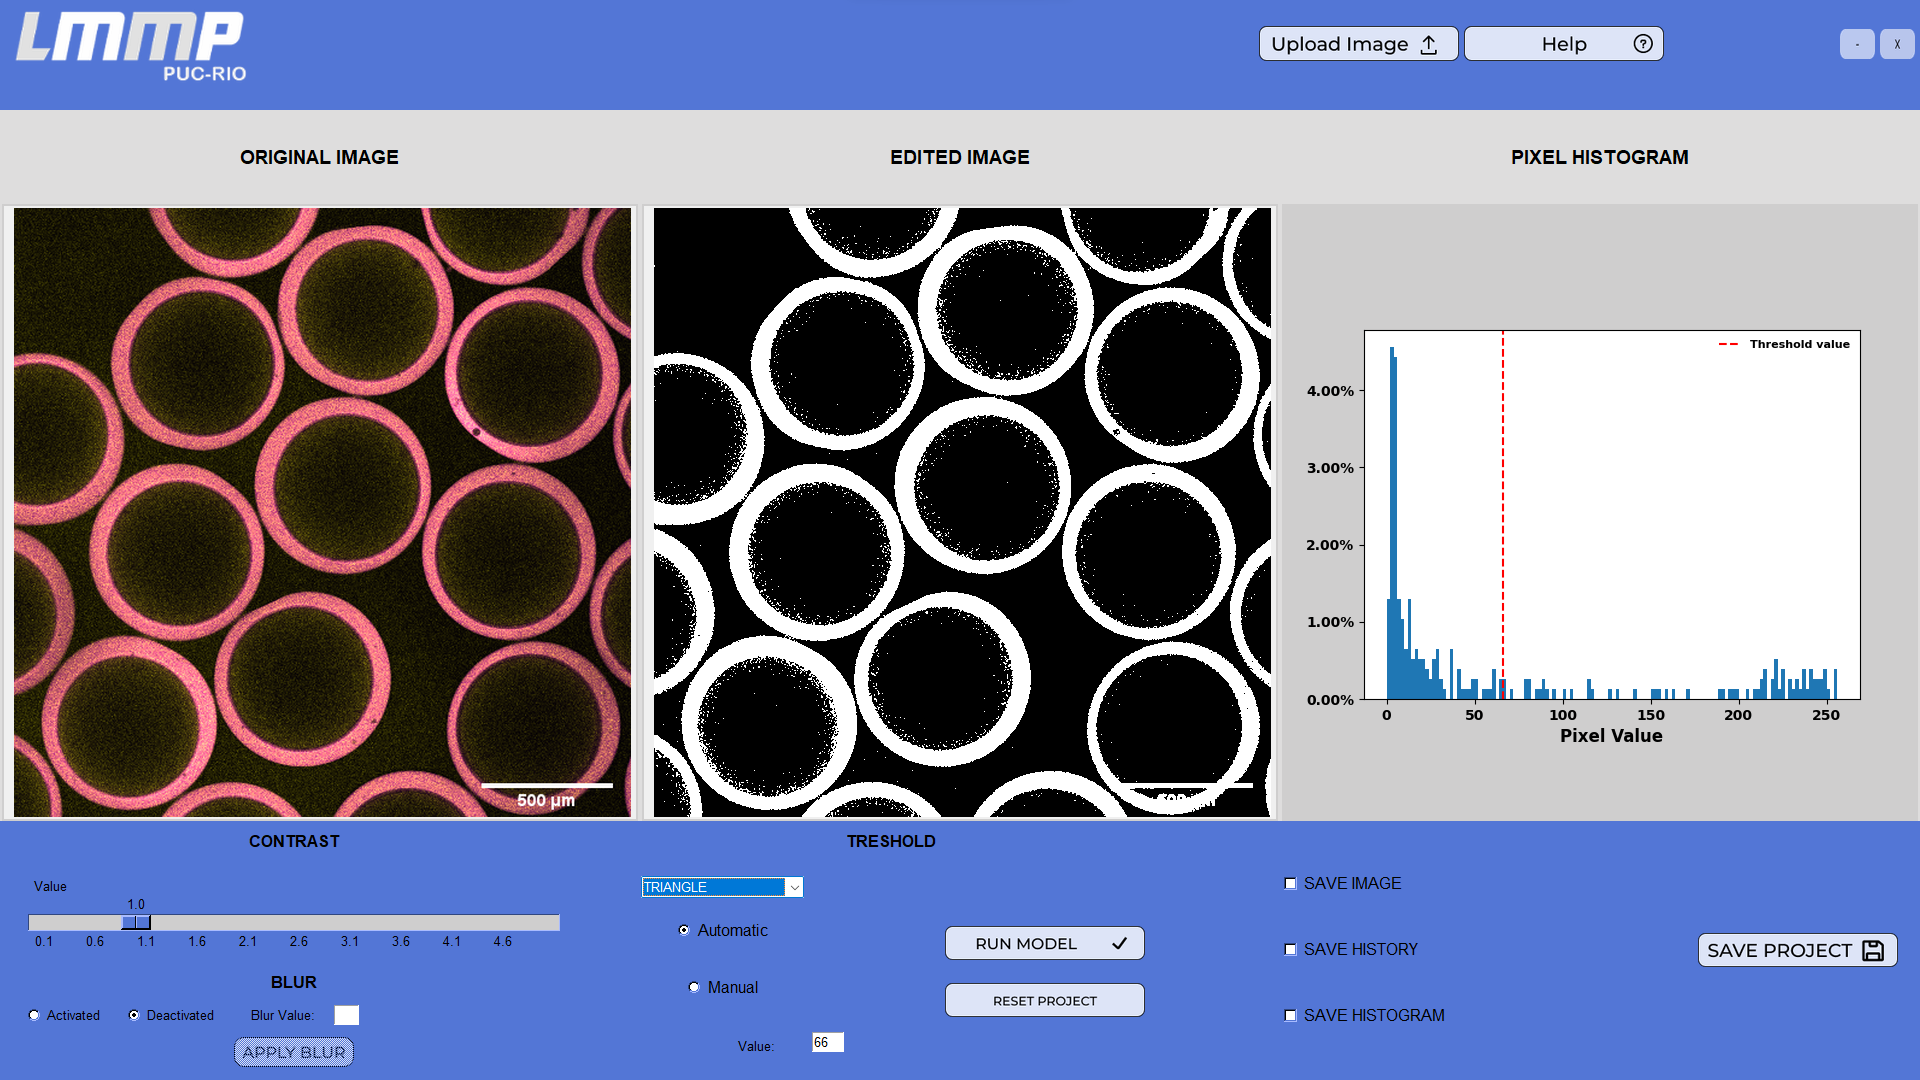 LMMP
PUC-RIO
Upload Image
Help ?
- X
ORIGINAL IMAGE
EDITED IMAGE
PIXEL HISTOGRAM
500 µm
Threshold value
4.00%
3.00%
2.00%
1.00%
0.00%
0 50 100 150 200 250
Pixel Value
CONTRAST
Value
1.0
0.1 0.6 1.1 1.6 2.1 2.6 3.1 3.6 4.1 4.6
BLUR
Activated Deactivated Blur Value:
APPLY BLUR
TRESHOLD
TRIANGLE
Automatic
Manual
Value: 66
RUN MODEL
RESET PROJECT
SAVE IMAGE
SAVE HISTORY
SAVE HISTOGRAM
SAVE PROJECT